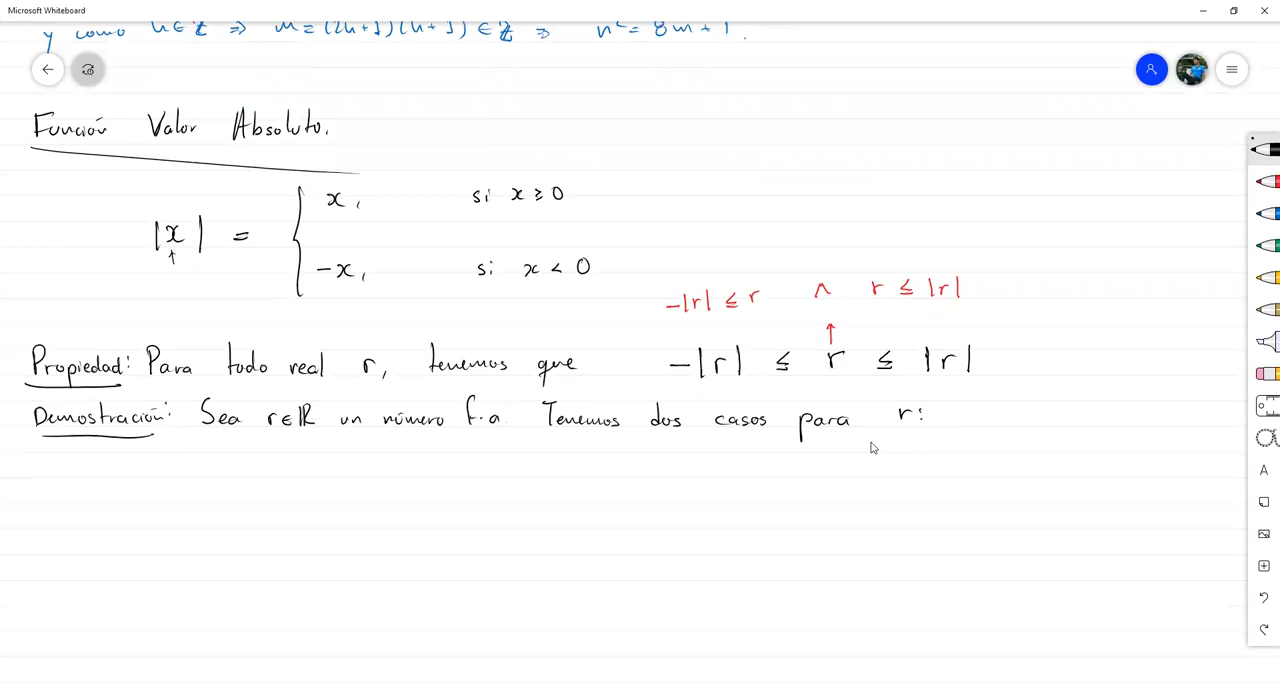 Microsoft Whiteboard
y como k∈ℤ ⇒ m = (2k+1)(k+1) ∈ ℤ ⇒ n² = 8m + 1.
Función Valor Absoluto.
|x| = { x, si x ≥ 0
-x, si x < 0
-|r| ≤ r ∧ r ≤ |r|
Propiedad: Para todo real r, tenemos que -|r| ≤ r ≤ |r|
Demostración: Sea r∈ℝ un número f.a. Tenemos dos casos para r:
A